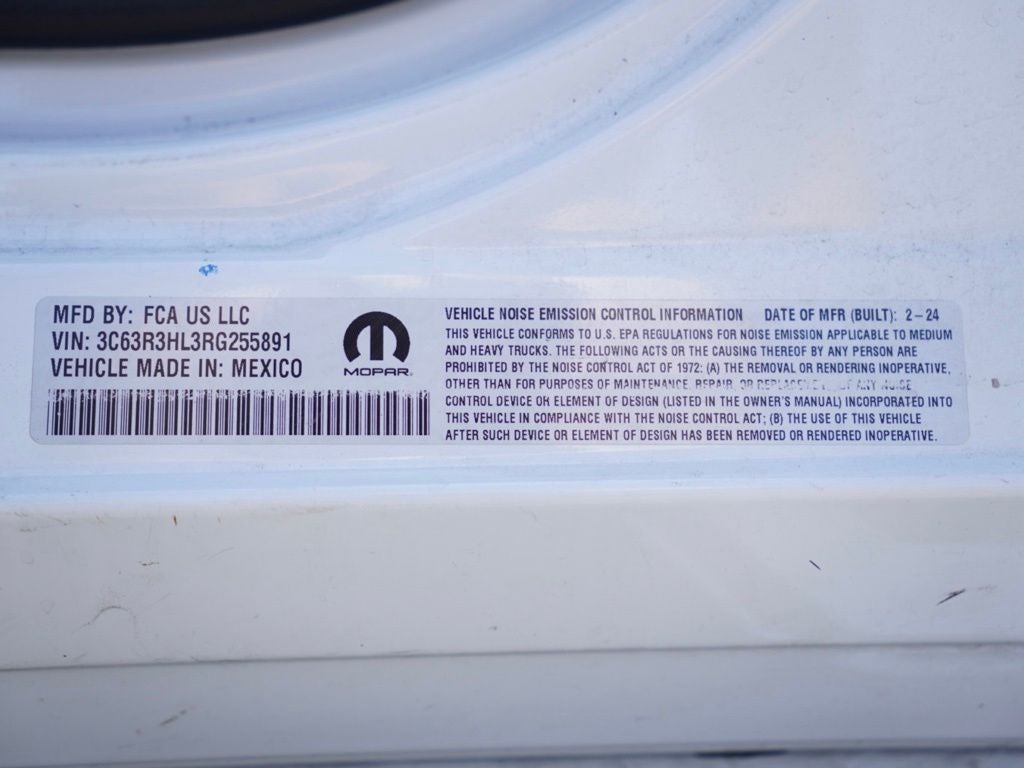 MFD BY: FCA US LLC
VIN: 3C63R3HL3RG255891
VEHICLE MADE IN: MEXICO
MOPAR
VEHICLE NOISE EMISSION CONTROL INFORMATION DATE OF MFR (BUILT): 2-24
THIS VEHICLE CONFORMS TO U.S. EPA REGULATIONS FOR NOISE EMISSION APPLICABLE TO MEDIUM
AND HEAVY TRUCKS. THE FOLLOWING ACTS OR THE CAUSING THEREOF BY ANY PERSON ARE
PROHIBITED BY THE NOISE CONTROL ACT OF 1972: (A) THE REMOVAL OR RENDERING INOPERATIVE,
OTHER THAN FOR PURPOSES OF MAINTENANCE, REPAIR, OR OF ANY NOISE
CONTROL DEVICE OR ELEMENT OF DESIGN (LISTED IN THE OWNER'S MANUAL) INCORPORATED INTO
THIS VEHICLE IN COMPLIANCE WITH THE NOISE CONTROL ACT; (B) THE USE OF THIS VEHICLE
AFTER SUCH DEVICE OR ELEMENT OF DESIGN HAS BEEN REMOVED OR RENDERED INOPERATIVE.